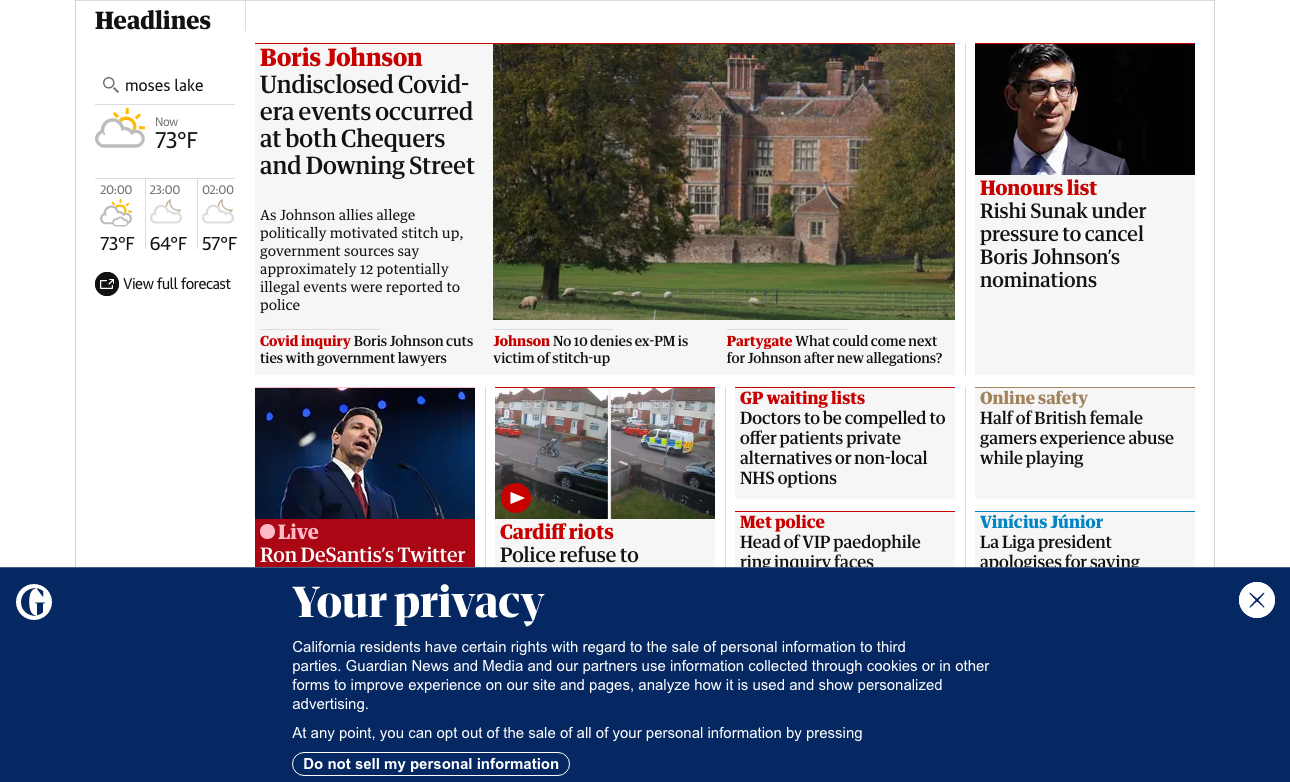 Headlines
moses lake
Now
73°F
20:00
23:00
02:00
73°F
64°F
57°F
View full forecast
Boris Johnson
Undisclosed Covid-
era events occurred
at both Chequers
and Downing Street
As Johnson allies allege
politically motivated stitch up,
government sources say
approximately 12 potentially
illegal events were reported to
police
Covid inquiry Boris Johnson cuts
ties with government lawyers
Johnson No 10 denies ex-PM is
victim of stitch-up
Partygate What could come next
for Johnson after new allegations?
Honours list
Rishi Sunak under
pressure to cancel
Boris Johnson’s
nominations
Live
Ron DeSantis’s Twitter
Cardiff riots
Police refuse to
GP waiting lists
Doctors to be compelled to
offer patients private
alternatives or non-local
NHS options
Met police
Head of VIP paedophile
ring inquiry faces
Online safety
Half of British female
gamers experience abuse
while playing
Vinícius Júnior
La Liga president
apologises for saying
G
Your privacy
California residents have certain rights with regard to the sale of personal information to third
parties. Guardian News and Media and our partners use information collected through cookies or in other
forms to improve experience on our site and pages, analyze how it is used and show personalized
advertising.
At any point, you can opt out of the sale of all of your personal information by pressing
Do not sell my personal information